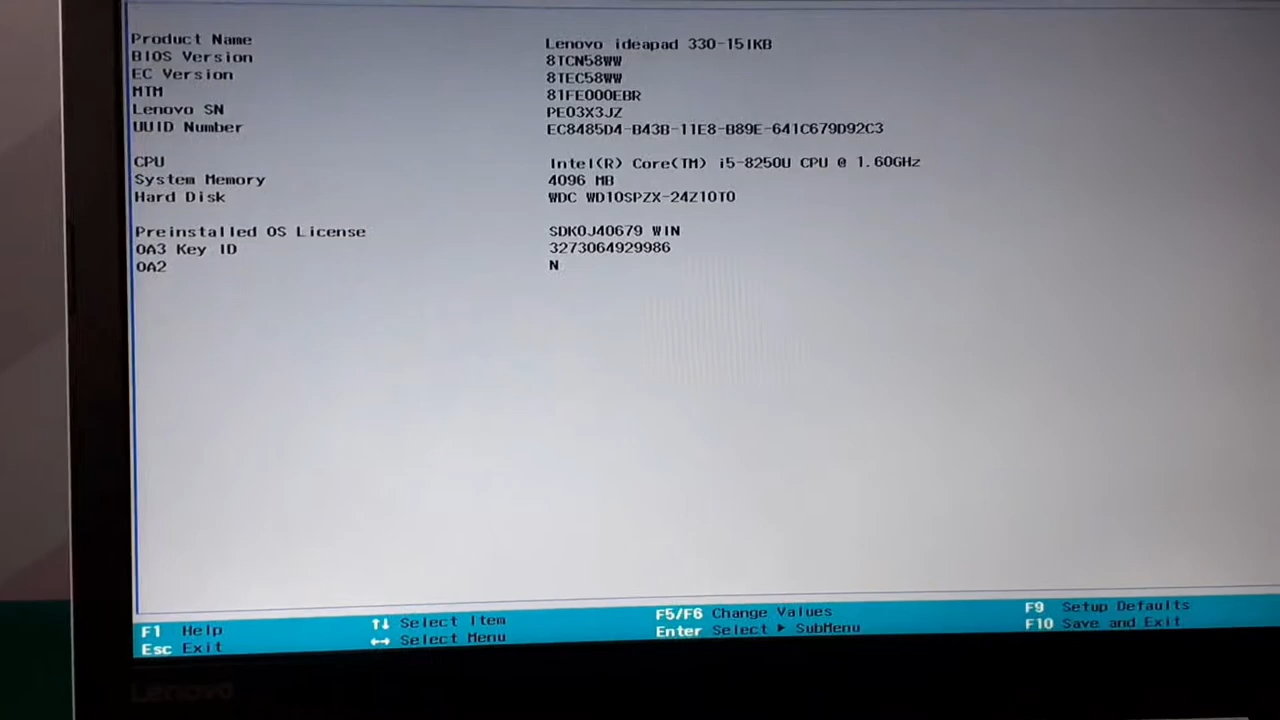 Product Name Lenovo ideapad 330-15IKB
BIOS Version 8TCN58WW
EC Version 8TEC58WW
MTM 81FE000EBR
Lenovo SN PE03X3JZ
UUID Number EC8485D4-B43B-11E8-B89E-641C679D92C3
CPU Intel(R) Core(TM) i5-8250U CPU @ 1.60GHz
System Memory 4096 MB
Hard Disk WDC WD10SPZX-24Z10T0
Preinstalled OS License SDK0J40679 WIN
OA3 Key ID 3273064929986
OA2 N
F1 Help ↑↓ Select Item F5/F6 Change Values F9 Setup Defaults
Esc Exit ↔ Select Menu Enter Select ▶ SubMenu F10 Save and Exit
Lenovo